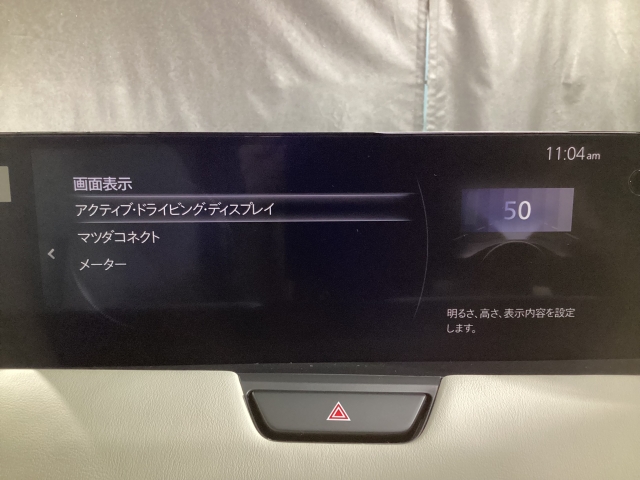 11:04 am
画面表示
アクティブ・ドライビング・ディスプレイ
マツダコネクト
メーター
50
明るさ、高さ、表示内容を設定
します。